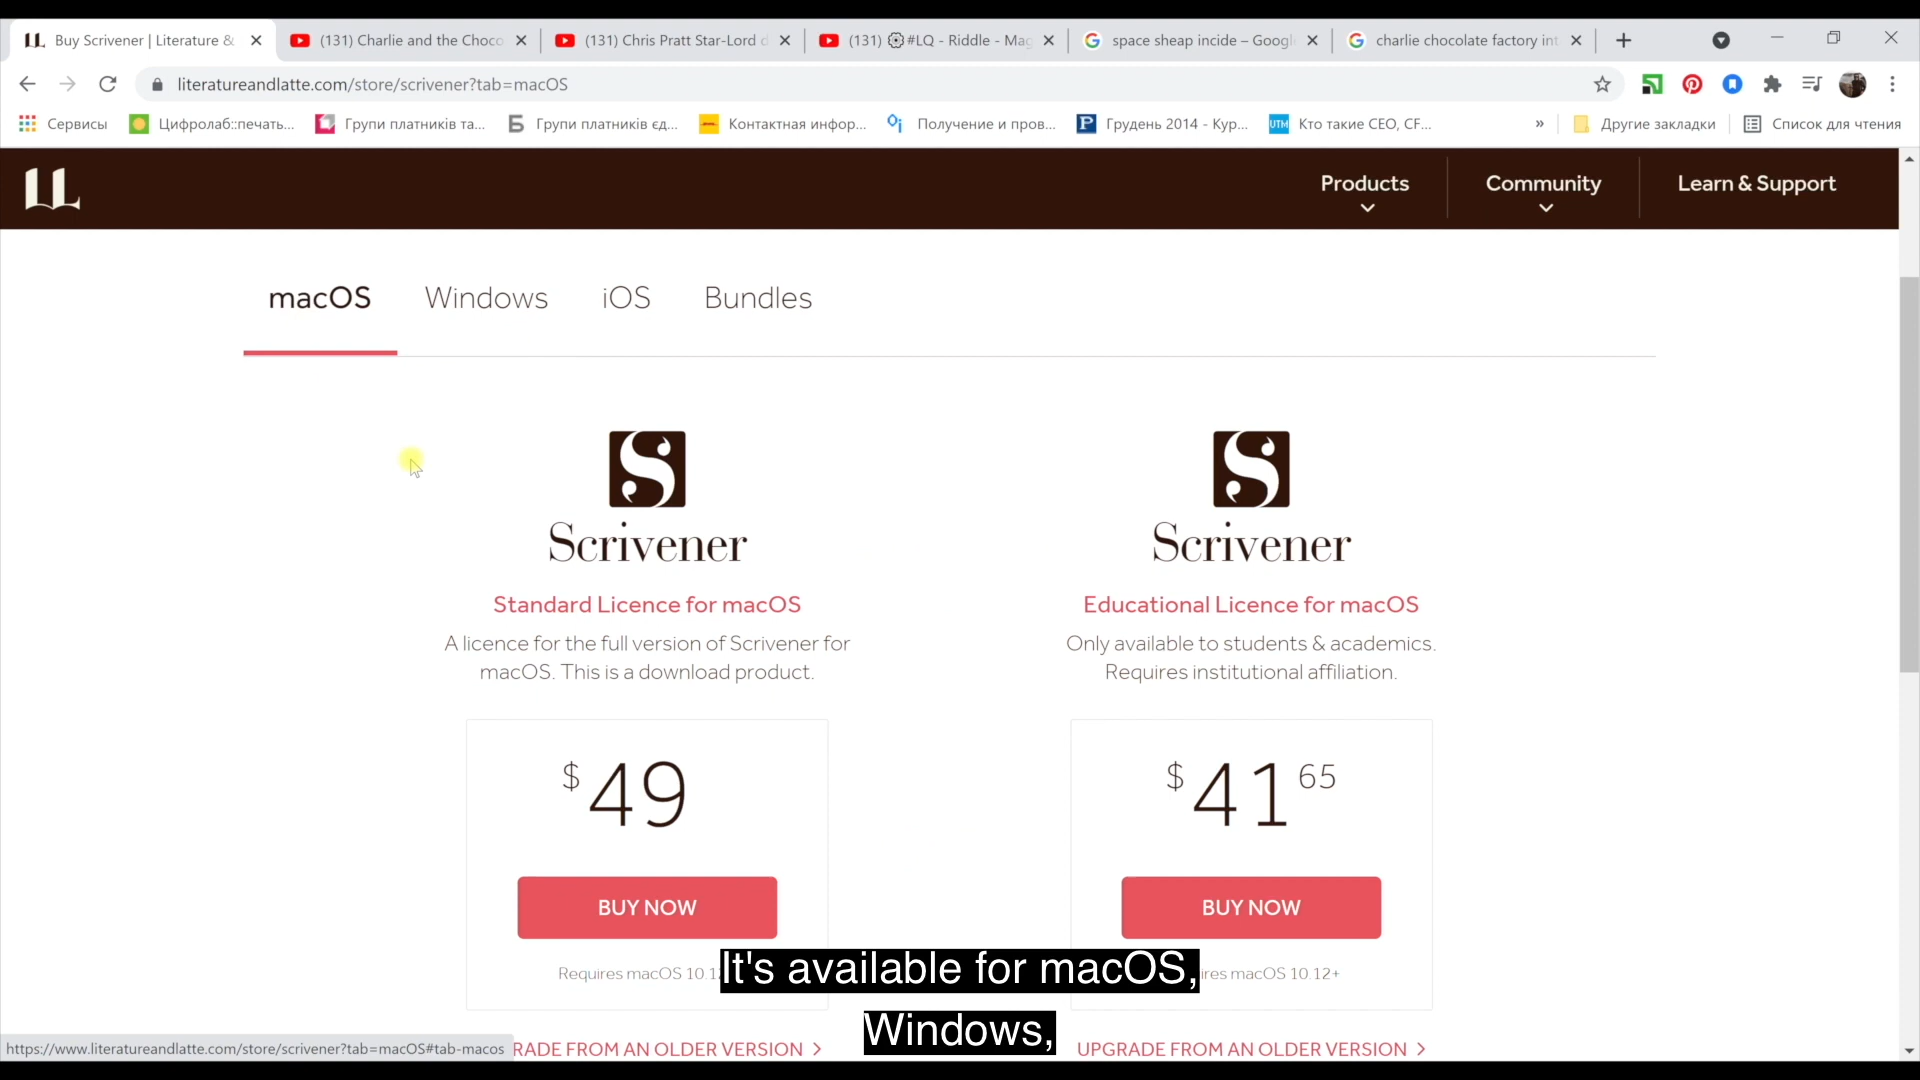 Buy Scrivener | Literature &
(131) Charlie and the Choco
(131) Chris Pratt Star-Lord d
(131) #LQ - Riddle - Mag
space sheap incide – Googl
charlie chocolate factory int
literatureandlatte.com/store/scrivener?tab=macOS
Сервисы
Цифролаб::печать...
Групи платників та...
Групи платників єд...
Контактная инфор...
Получение и пров...
Грудень 2014 - Кур...
UTM
Кто такие CEO, CF...
»
Другие закладки
Список для чтения
LL
Products
Community
Learn & Support
macOS
Windows
iOS
Bundles
Scrivener
Standard Licence for macOS
A licence for the full version of Scrivener for
macOS. This is a download product.
$49
BUY NOW
Requires macOS 10.12
RADE FROM AN OLDER VERSION >
Scrivener
Educational Licence for macOS
Only available to students & academics.
Requires institutional affiliation.
$41 65
BUY NOW
ires macOS 10.12+
UPGRADE FROM AN OLDER VERSION >
It's available for macOS,
Windows,
https://www.literatureandlatte.com/store/scrivener?tab=macOS#tab-macos